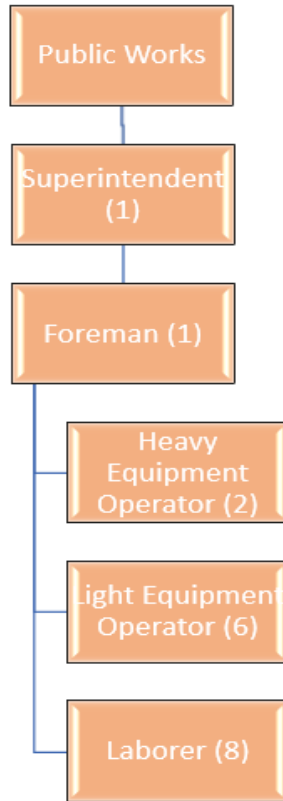 Public Works
Superintendent
(1)
Foreman (1)
Heavy
Equipment
Operator (2)
Light Equipment
Operator (6)
Laborer (8)